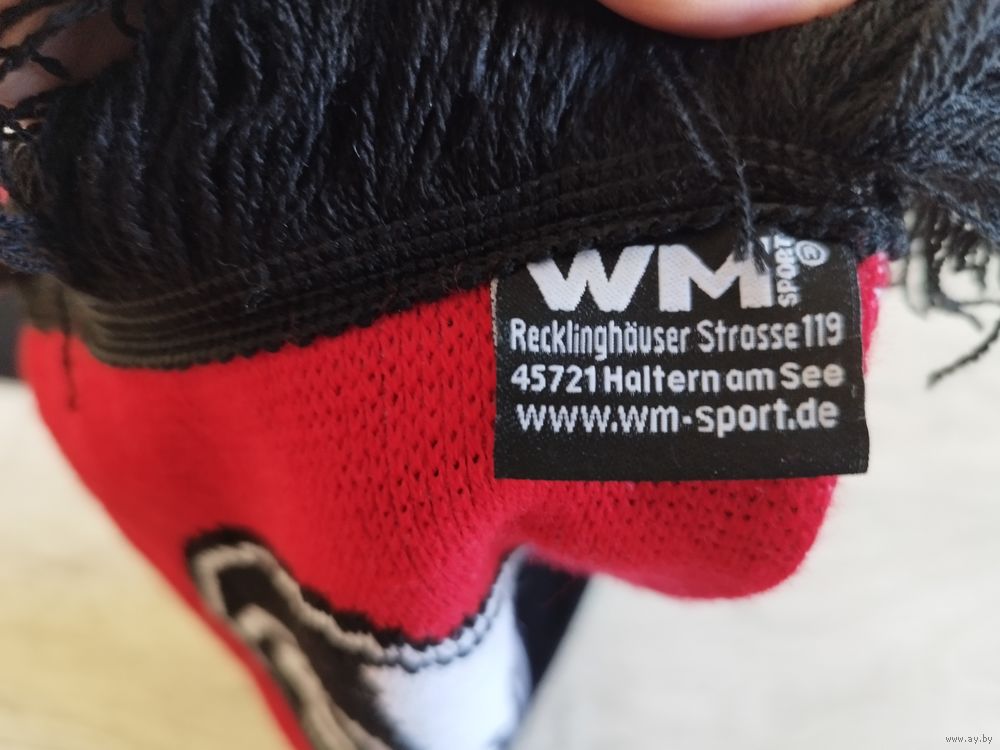 WM SPORT ®
Recklinghäuser Strasse 119
45721 Haltern am See
www.wm-sport.de
www.ay.by